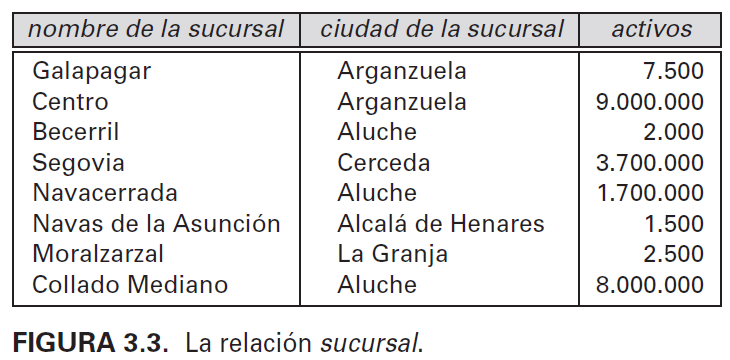 nombre de la sucursal ciudad de la sucursal activos
Galapagar Arganzuela 7.500
Centro Arganzuela 9.000.000
Becerril Aluche 2.000
Segovia Cerceda 3.700.000
Navacerrada Aluche 1.700.000
Navas de la Asunción Alcalá de Henares 1.500
Moralzarzal La Granja 2.500
Collado Mediano Aluche 8.000.000
FIGURA 3.3. La relación sucursal.